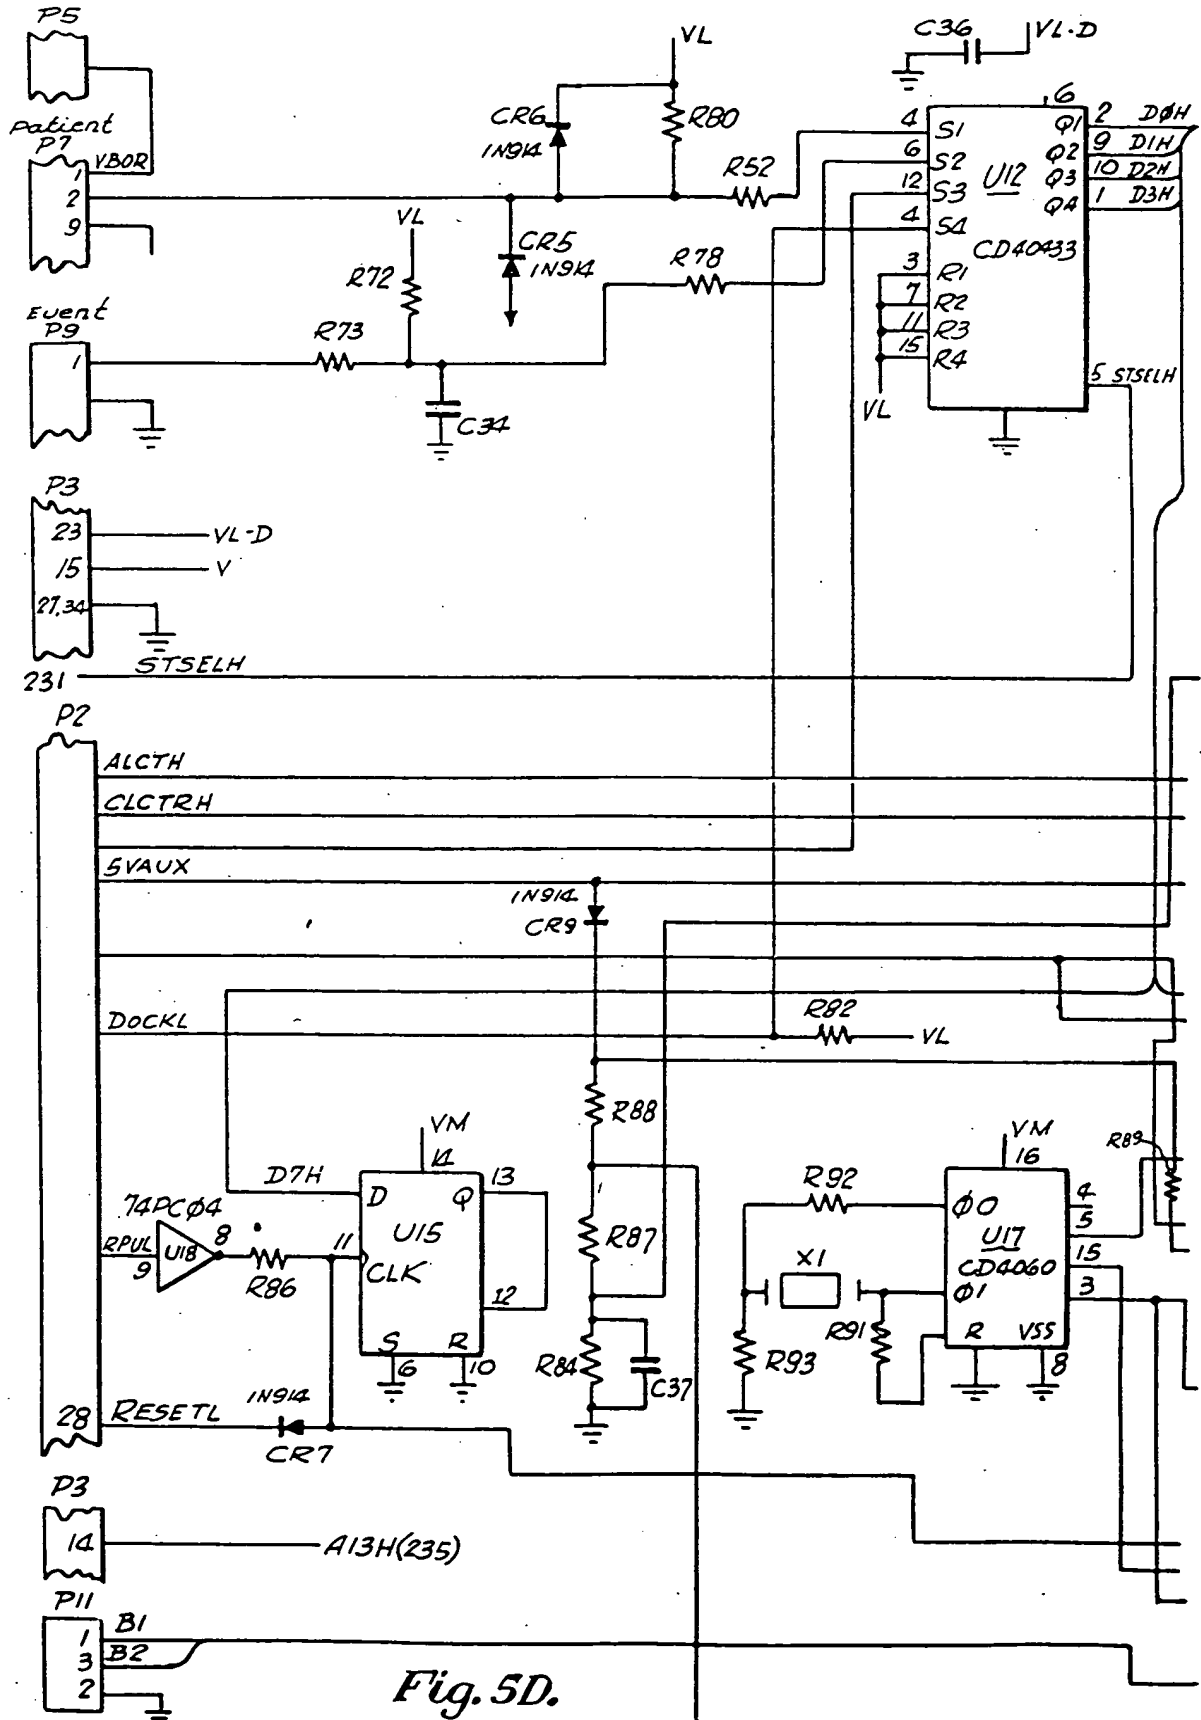 P5
C36
VL
VL-D
CR6
R80
1N914
Patient
P7
1
VBOR
2
9
R52
VL
CR5
1N914
R72
R78
Event
P9
1
R73
C34
4 S1
6 S2
12 S3
4 S4
3 R1
7 R2
11 R3
15 R4
VL
6
U12
CD40433
Q1 2 DØH
Q2 9 D1H
Q3 10 D2H
Q4 1 D3H
5 STSELH
P3
23 VL-D
15 V
27,34
231 STSELH
P2
ALCTH
CLCTRH
5VAUX
1N914
CR9
DOCKL
R82
VL
R88
VM
14
D7H
D Q 13
U15
74PCØ4
RPUL
9
U18
8
R86
11
CLK
12
S R
6 10
R87
R84
C37
VM
16
R89
R92
ØO
U17
CD4060
Ø1
4
5
15
3
X1
R91
R93
R VSS
8
28 RESETL
1N914
CR7
P3
14 A13H(235)
P11
1 B1
3 B2
2
Fig. 5D.